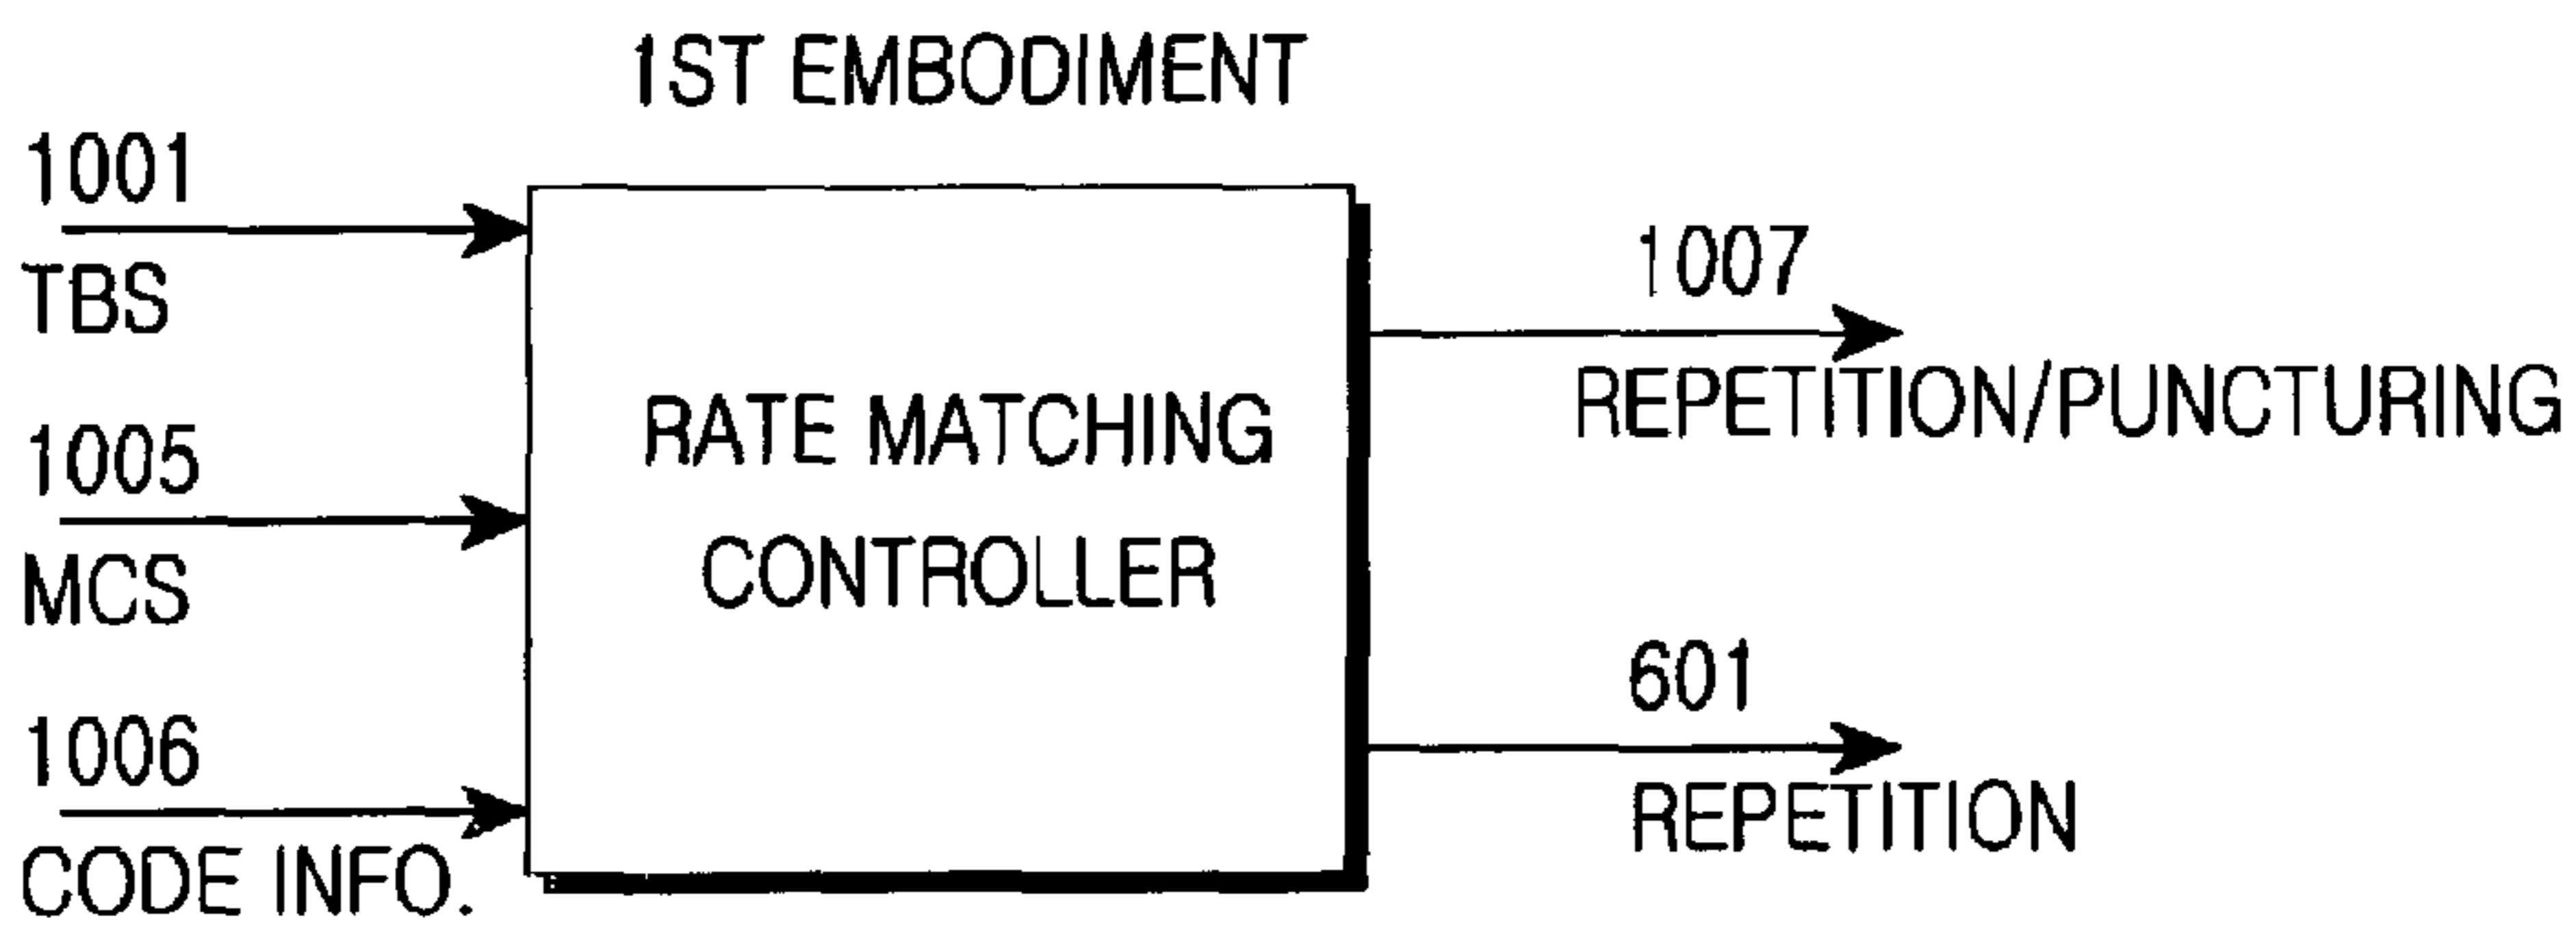 1ST EMBODIMENT
1001
TBS
1005
MCS
1006
CODE INFO.
RATE MATCHING
CONTROLLER
1007
REPETITION/PUNCTURING
601
REPETITION